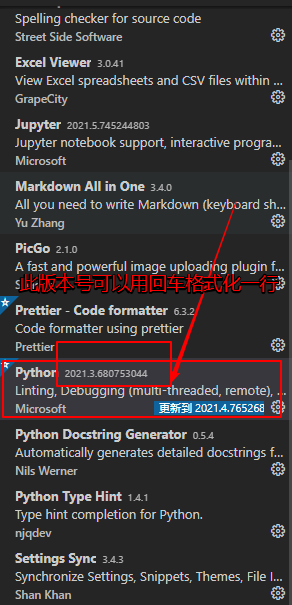 Spelling checker for source code
Street Side Software
Excel Viewer 3.0.41
View Excel spreadsheets and CSV files within ...
GrapeCity
Jupyter 2021.5.745244803
Jupyter notebook support, interactive progra...
Microsoft
Markdown All in One 3.4.0
All you need to write Markdown (keyboard sh...
Yu Zhang
PicGo 2.1.0
A fast and powerful image uploading plugin f...
此版本号可以用回车格式化一行
Prettier - Code formatter 6.3.2
Code formatter using prettier
Prettier
Python 2021.3.680753044
Linting, Debugging (multi-threaded, remote), ...
Microsoft 更新到 2021.4.765268
Python Docstring Generator 0.5.4
Automatically generates detailed docstrings f...
Nils Werner
Python Type Hint 1.4.1
Type hint completion for Python.
njqdev
Settings Sync 3.4.3
Synchronize Settings, Snippets, Themes, File I...
Shan Khan